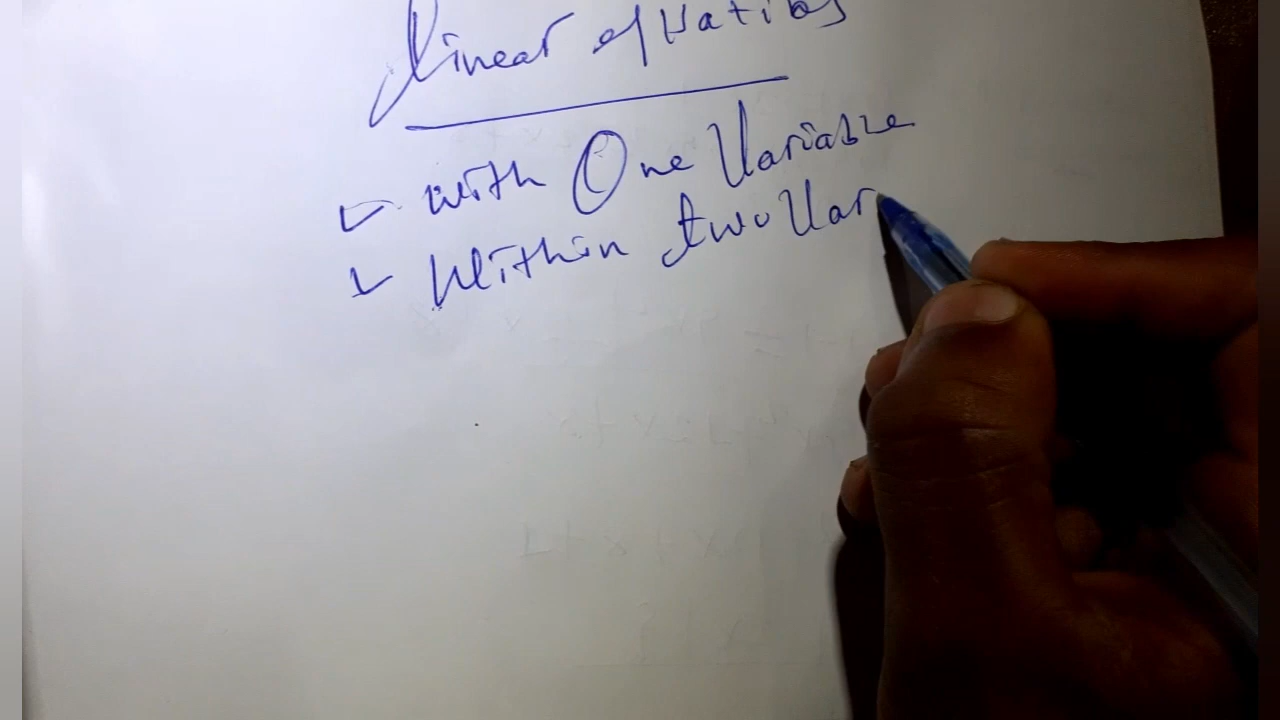 linear equations
- with One Variable
- Within two Var